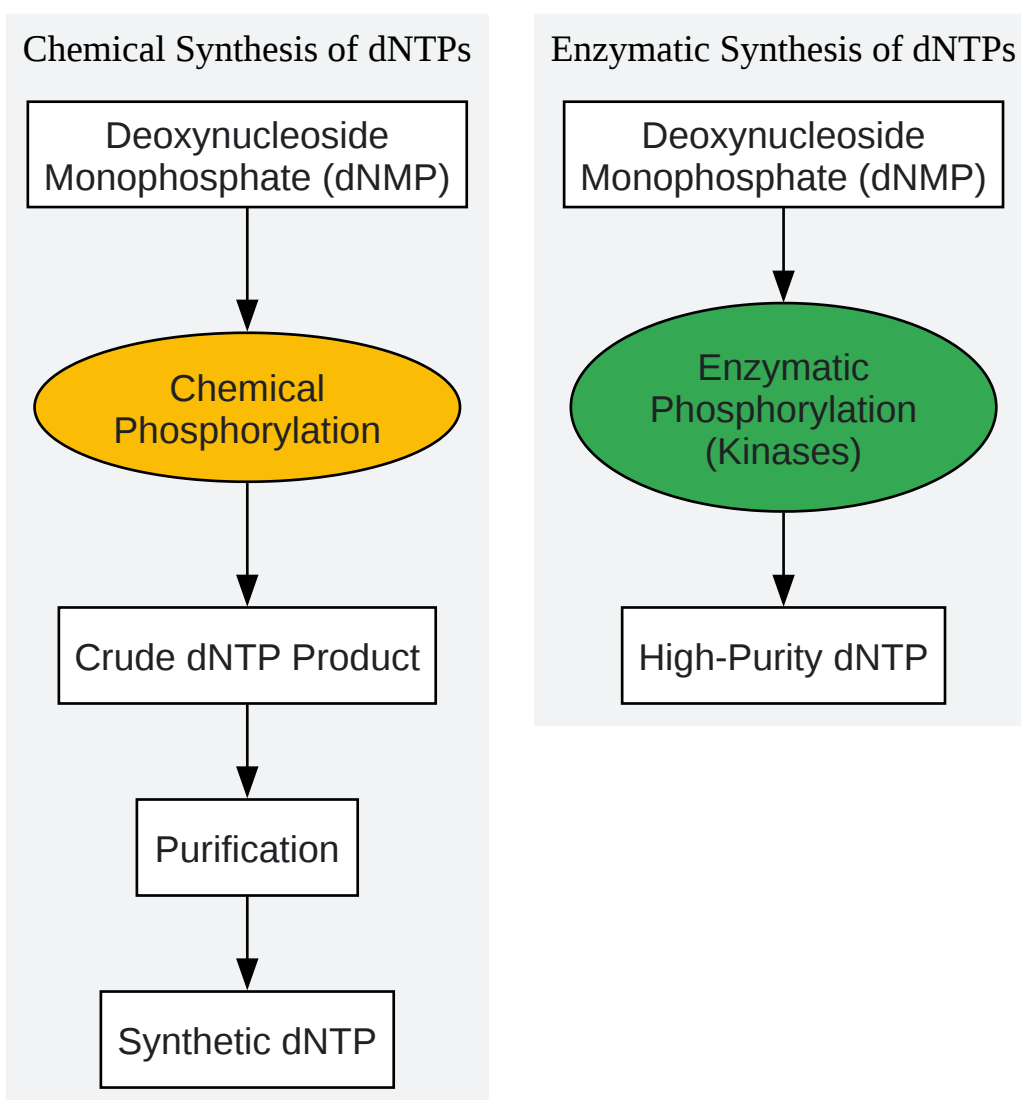 Chemical Synthesis of dNTPs
Deoxynucleoside
Monophosphate (dNMP)
Chemical
Phosphorylation
Crude dNTP Product
Purification
Synthetic dNTP
Enzymatic Synthesis of dNTPs
Deoxynucleoside
Monophosphate (dNMP)
Enzymatic
Phosphorylation
(Kinases)
High-Purity dNTP